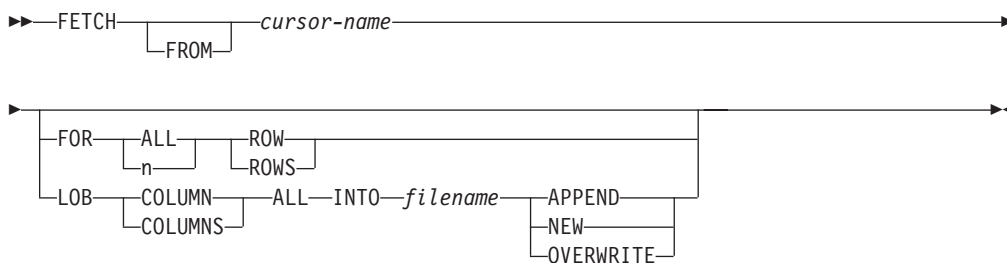 FETCH cursor-name
FROM
FOR ALL ROW
n ROWS
LOB COLUMN ALL INTO filename APPEND
COLUMNS NEW
OVERWRITE